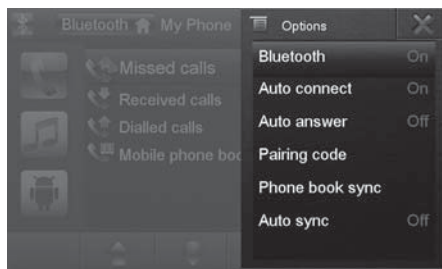 Bluetooth My Phone
Missed calls
Received calls
Dialled calls
Mobile phone boo
Options
Bluetooth On
Auto connect On
Auto answer Off
Pairing code
Phone book sync
Auto sync Off